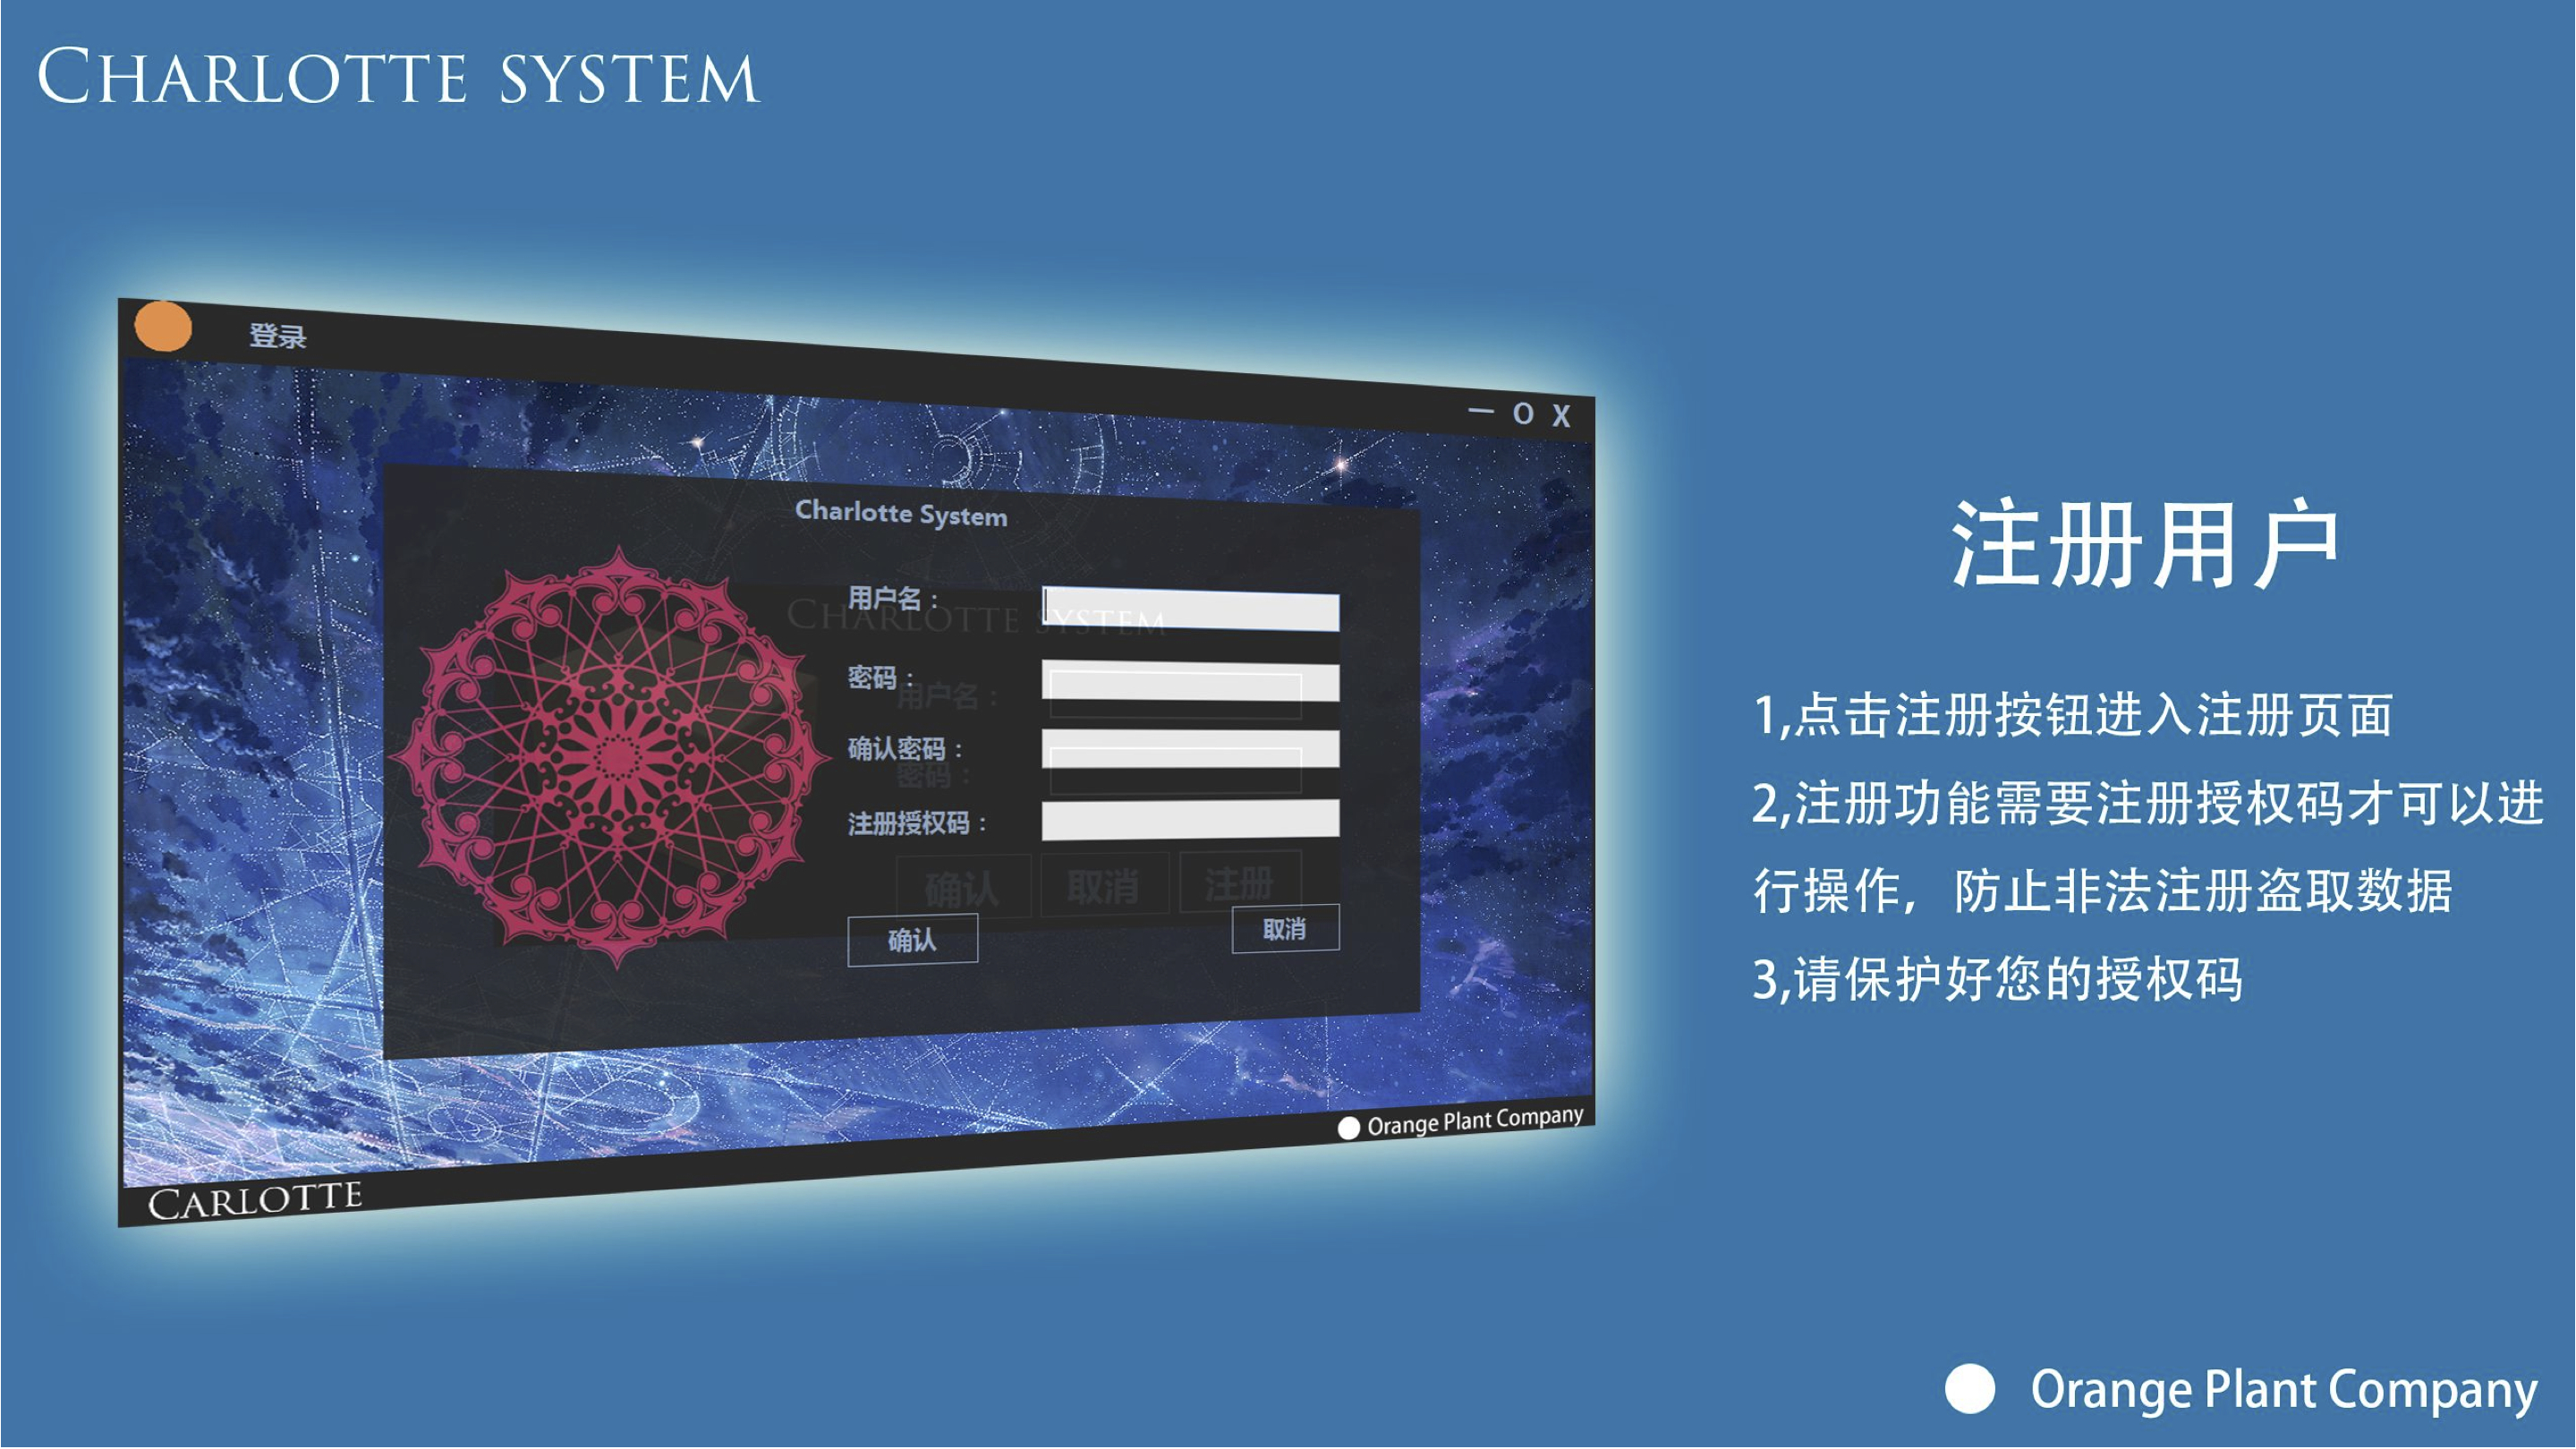 CHARLOTTE SYSTEM
登录
— O X
Charlotte System
CHARLOTTE SYSTEM
用户名：
密码：
用户名：
确认密码：
密码：
注册授权码：
确认 取消 注册
确认 取消
Orange Plant Company
CARLOTTE
注册用户
1,点击注册按钮进入注册页面
2,注册功能需要注册授权码才可以进
行操作，防止非法注册盗取数据
3,请保护好您的授权码
Orange Plant Company